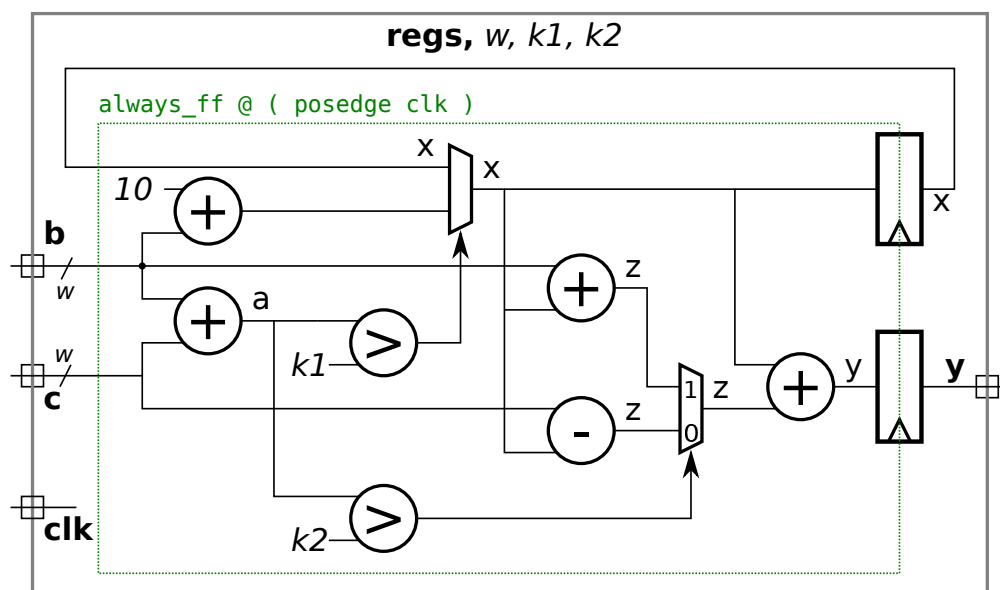 regs, w, k1, k2
always_ff @ ( posedge clk )
x
x
10
+
x
b
w
+
z
a
+
w
k1
>
c
1
z
0
+
y
y
z
-
k2
>
clk